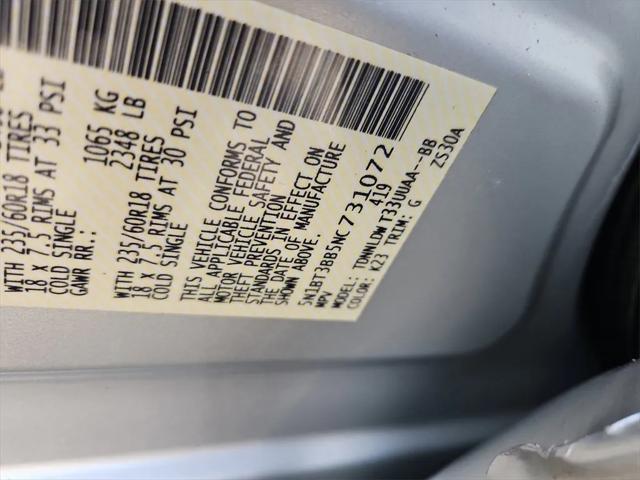 WITH 235/60R18 TIRES
18 X 7.5 RIMS AT 33 PSI
COLD SINGLE
GAWR RR.: 1065 KG
2348 LB
WITH 235/60R18 TIRES
18 X 7.5 RIMS AT 30 PSI
COLD SINGLE
THIS VEHICLE CONFORMS TO
ALL APPLICABLE FEDERAL
MOTOR VEHICLE SAFETY AND
THEFT PREVENTION
STANDARDS IN EFFECT ON
THE DATE OF MANUFACTURE
SHOWN ABOVE.
5N1BT3BB5NC731072
MPV 419
MODEL:
COLOR: K23 TRIM: G ZS30A